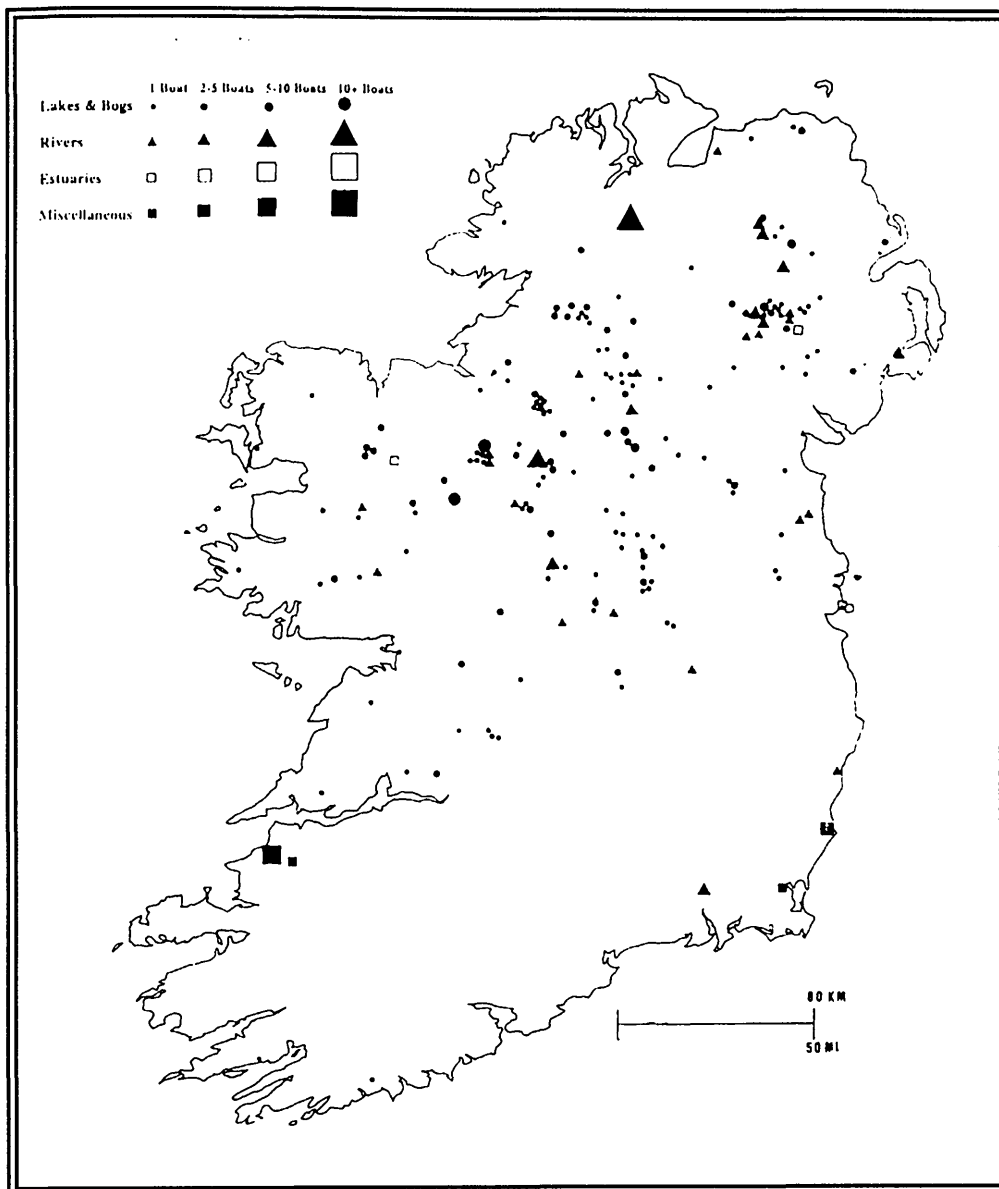 1 Boat 2-5 Boats 5-10 Boats 10+ Boats
Lakes & Bogs
Rivers
Estuaries
Miscellaneous
80 KM
50 MI